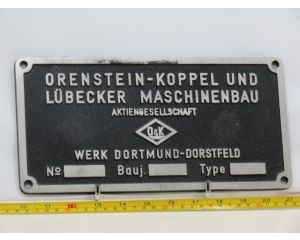 ORENSTEIN-KOPPEL UND
LÜBECKER MASCHINENBAU
AKTIENGESELLSCHAFT
O&K
WERK DORTMUND-DORSTFELD
No Bauj. Type